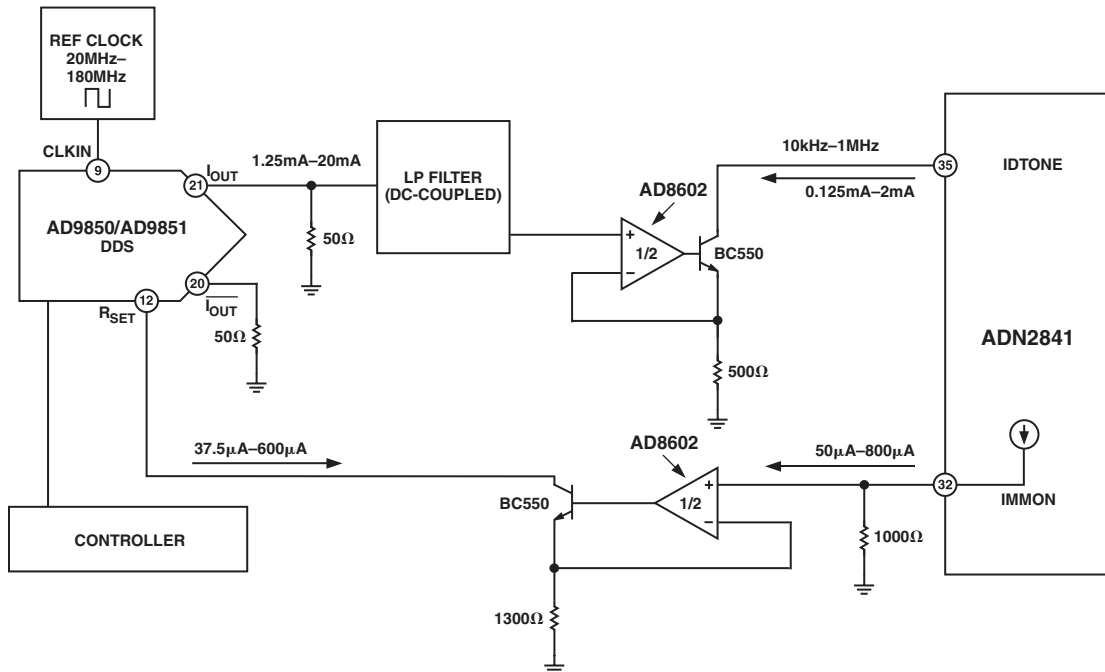 REF CLOCK
20MHz–
180MHz
CLKIN
9
21
IOUT
1.25mA–20mA
LP FILTER
(DC-COUPLED)
10kHz–1MHz
35
IDTONE
0.125mA–2mA
AD9850/AD9851
DDS
50Ω
AD8602
+
1/2
–
BC550
20
IOUT
12
RSET
50Ω
500Ω
ADN2841
37.5µA–600µA
AD8602
50µA–800µA
32
IMMON
BC550
+
1/2
–
1000Ω
CONTROLLER
1300Ω